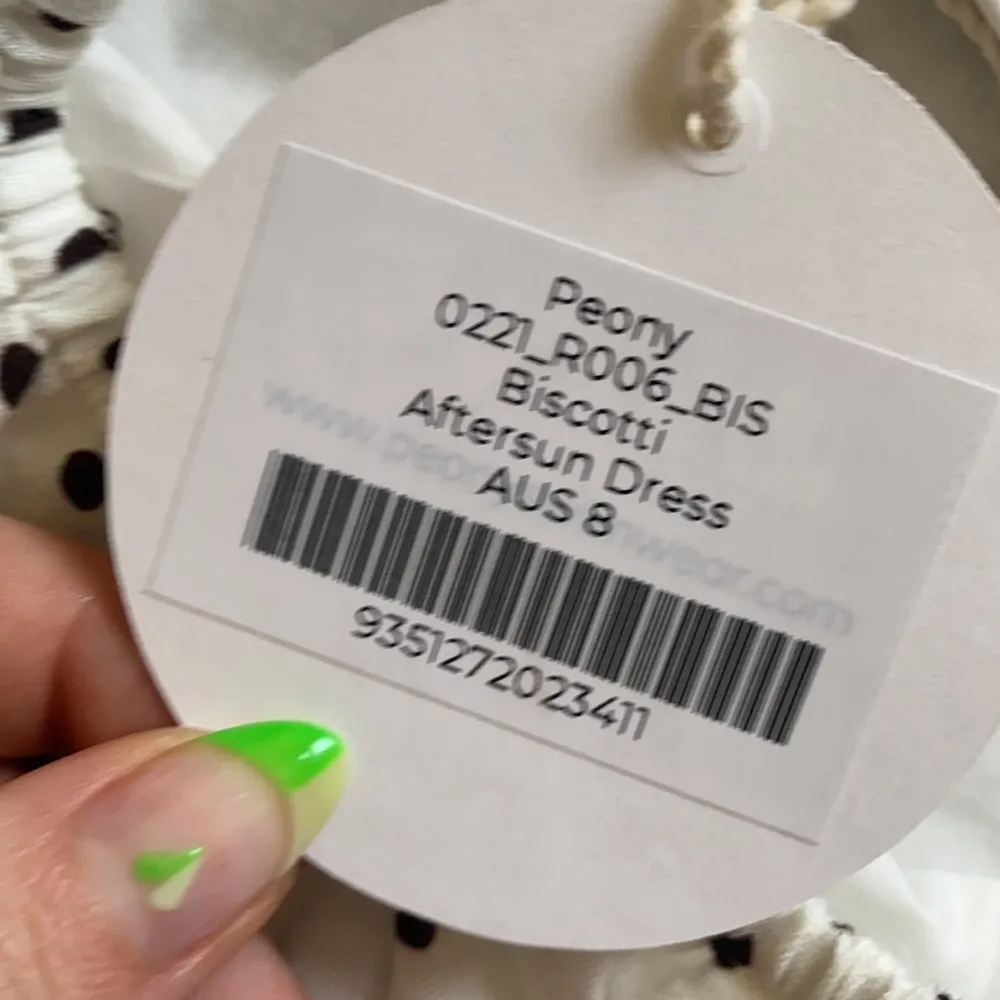 Peony
0221_R006_BIS
Biscotti
Aftersun Dress
AUS 8
9351272023411